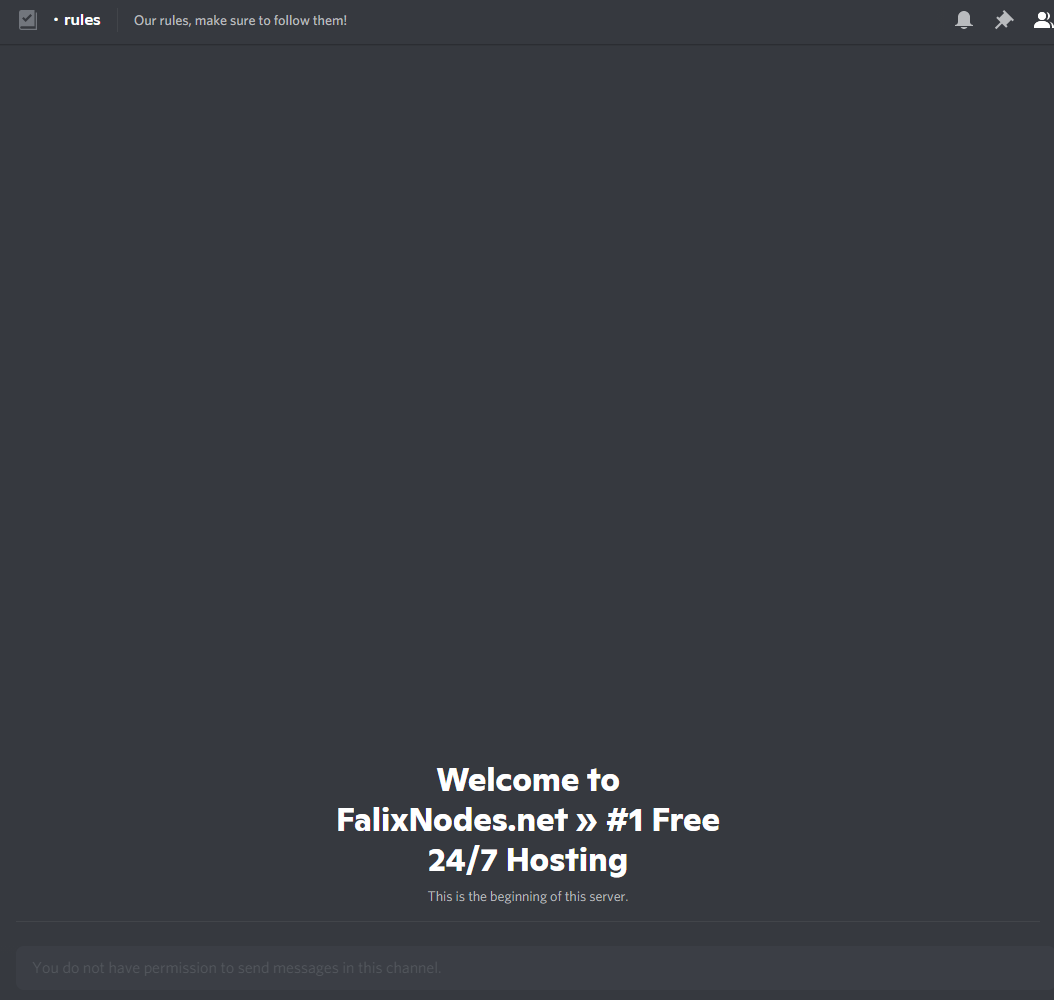 • rules
Our rules, make sure to follow them!
Welcome to
FalixNodes.net » #1 Free
24/7 Hosting
This is the beginning of this server.
You do not have permission to send messages in this channel.